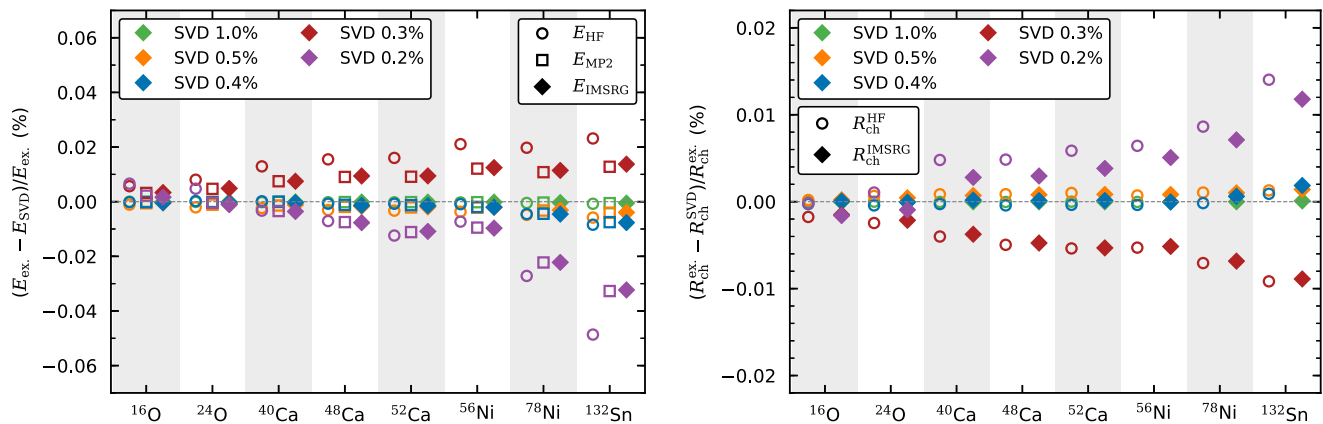 (E_ex. − E_SVD)/E_ex. (%)
0.06
0.04
0.02
0.00
−0.02
−0.04
−0.06
SVD 1.0%
SVD 0.5%
SVD 0.4%
SVD 0.3%
SVD 0.2%
E_HF
E_MP2
E_IMSRG
¹⁶O ²⁴O ⁴⁰Ca ⁴⁸Ca ⁵²Ca ⁵⁶Ni ⁷⁸Ni ¹³²Sn
(R_ch^ex. − R_ch^SVD)/R_ch^ex. (%)
0.02
0.01
0.00
−0.01
−0.02
SVD 1.0%
SVD 0.5%
SVD 0.4%
SVD 0.3%
SVD 0.2%
R_ch^HF
R_ch^IMSRG
¹⁶O ²⁴O ⁴⁰Ca ⁴⁸Ca ⁵²Ca ⁵⁶Ni ⁷⁸Ni ¹³²Sn